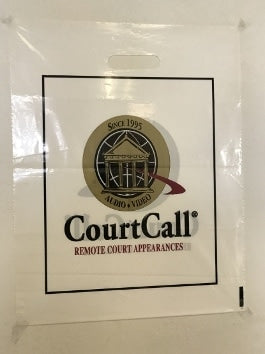 SINCE 1995
AUDIO • VIDEO
CourtCall®
REMOTE COURT APPEARANCES